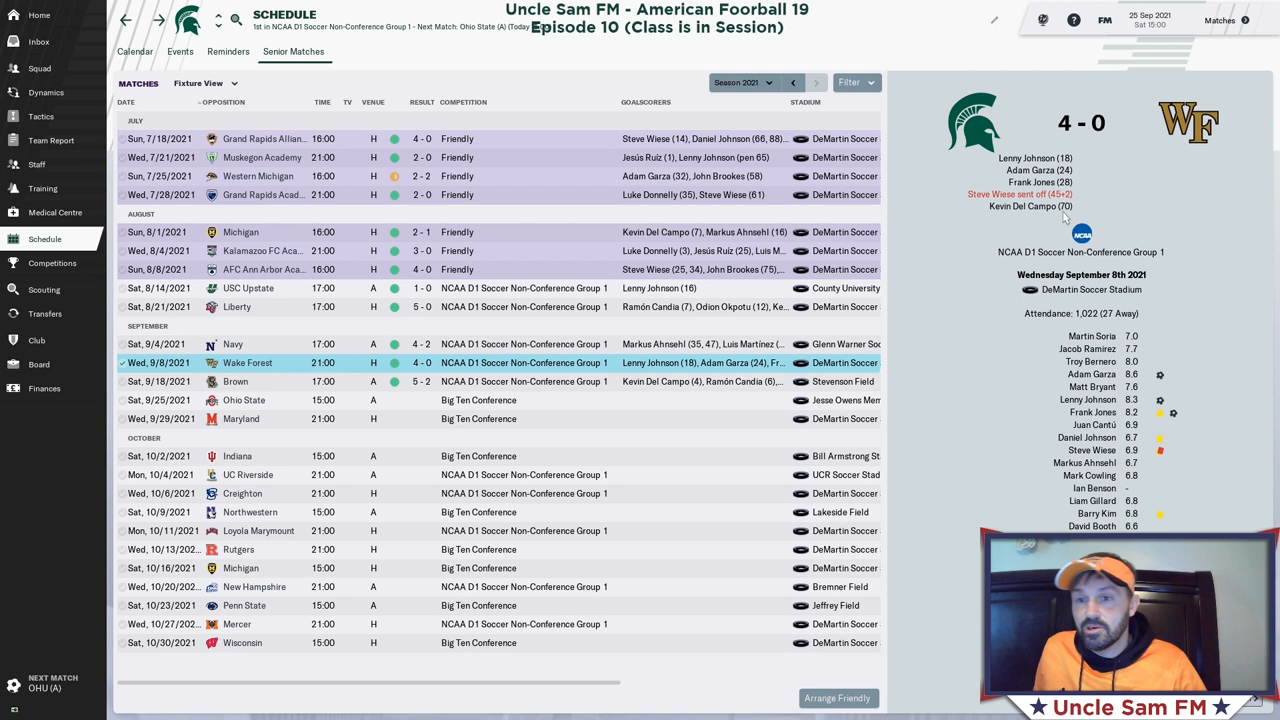 Uncle Sam FM - American Foorball 19
Episode 10 (Class is in Session)
SCHEDULE
1st in NCAA D1 Soccer Non-Conference Group 1 - Next Match: Ohio State (A) (Today
25 Sep 2021
Sat 15:00
FM
Matches
Home
Inbox
Squad
Dynamics
Tactics
Team Report
Staff
Training
Medical Centre
Schedule
Competitions
Scouting
Transfers
Club
Board
Finances
NEXT MATCH
OHU (A)
Calendar Events Reminders Senior Matches
MATCHES Fixture View Season 2021 Filter
DATE OPPOSITION TIME TV VENUE RESULT COMPETITION GOALSCORERS STADIUM
JULY
Sun, 7/18/2021 Grand Rapids Allian... 16:00 H 4 - 0 Friendly Steve Wiese (14), Daniel Johnson (66, 88)... DeMartin Soccer
Wed, 7/21/2021 Muskegon Academy 21:00 H 2 - 0 Friendly Jesús Ruíz (1), Lenny Johnson (pen 65) DeMartin Soccer
Sun, 7/25/2021 Western Michigan 16:00 H 2 - 2 Friendly Adam Garza (32), John Brookes (58) DeMartin Soccer
Wed, 7/28/2021 Grand Rapids Acad... 21:00 H 2 - 0 Friendly Luke Donnelly (35), Steve Wiese (61) DeMartin Soccer
AUGUST
Sun, 8/1/2021 Michigan 16:00 H 2 - 1 Friendly Kevin Del Campo (7), Markus Ahnsehl (16) DeMartin Soccer
Wed, 8/4/2021 Kalamazoo FC Aca... 21:00 H 3 - 0 Friendly Luke Donnelly (3), Jesús Ruíz (25), Luis M... DeMartin Soccer
Sun, 8/8/2021 AFC Ann Arbor Aca... 16:00 H 4 - 0 Friendly Steve Wiese (25, 34), John Brookes (75),... DeMartin Soccer
Sat, 8/14/2021 USC Upstate 17:00 A 1 - 0 NCAA D1 Soccer Non-Conference Group 1 Lenny Johnson (16) County University
Sat, 8/21/2021 Liberty 17:00 H 5 - 0 NCAA D1 Soccer Non-Conference Group 1 Ramón Candia (7), Odion Okpotu (12), Ke... DeMartin Soccer
SEPTEMBER
Sat, 9/4/2021 Navy 17:00 A 4 - 2 NCAA D1 Soccer Non-Conference Group 1 Markus Ahnsehl (35, 47), Luis Martínez (... Glenn Warner Soc
Wed, 9/8/2021 Wake Forest 21:00 H 4 - 0 NCAA D1 Soccer Non-Conference Group 1 Lenny Johnson (18), Adam Garza (24), Fr... DeMartin Soccer
Sat, 9/18/2021 Brown 17:00 A 5 - 2 NCAA D1 Soccer Non-Conference Group 1 Kevin Del Campo (4), Ramón Candia (6),... Stevenson Field
Sat, 9/25/2021 Ohio State 15:00 A Big Ten Conference Jesse Owens Mem
Wed, 9/29/2021 Maryland 21:00 H Big Ten Conference DeMartin Soccer
OCTOBER
Sat, 10/2/2021 Indiana 15:00 A Big Ten Conference Bill Armstrong St
Mon, 10/4/2021 UC Riverside 21:00 A NCAA D1 Soccer Non-Conference Group 1 UCR Soccer Stad
Wed, 10/6/2021 Creighton 21:00 H NCAA D1 Soccer Non-Conference Group 1 DeMartin Soccer
Sat, 10/9/2021 Northwestern 15:00 A Big Ten Conference Lakeside Field
Mon, 10/11/2021 Loyola Marymount 21:00 H NCAA D1 Soccer Non-Conference Group 1 DeMartin Soccer
Wed, 10/13/202... Rutgers 21:00 H Big Ten Conference DeMartin Soccer
Sat, 10/16/2021 Michigan 15:00 H Big Ten Conference DeMartin Soccer
Wed, 10/20/202... New Hampshire 21:00 A NCAA D1 Soccer Non-Conference Group 1 Bremner Field
Sat, 10/23/2021 Penn State 15:00 A Big Ten Conference Jeffrey Field
Wed, 10/27/202... Mercer 21:00 H NCAA D1 Soccer Non-Conference Group 1 DeMartin Soccer
Sat, 10/30/2021 Wisconsin 15:00 H Big Ten Conference DeMartin Soccer
Arrange Friendly
4 - 0
WF
Lenny Johnson (18)
Adam Garza (24)
Frank Jones (28)
Steve Wiese sent off (45+2)
Kevin Del Campo (70)
NCAA
NCAA D1 Soccer Non-Conference Group 1
Wednesday September 8th 2021
DeMartin Soccer Stadium
Attendance: 1,022 (27 Away)
Martin Soria 7.0
Jacob Ramirez 7.7
Troy Bernero 8.0
Adam Garza 8.6
Matt Bryant 7.6
Lenny Johnson 8.3
Frank Jones 8.2
Juan Cantú 6.9
Daniel Johnson 6.7
Steve Wiese 6.9
Markus Ahnsehl 6.7
Mark Cowling 6.8
Ian Benson -
Liam Gillard 6.8
Barry Kim 6.8
David Booth 6.6
Uncle Sam FM